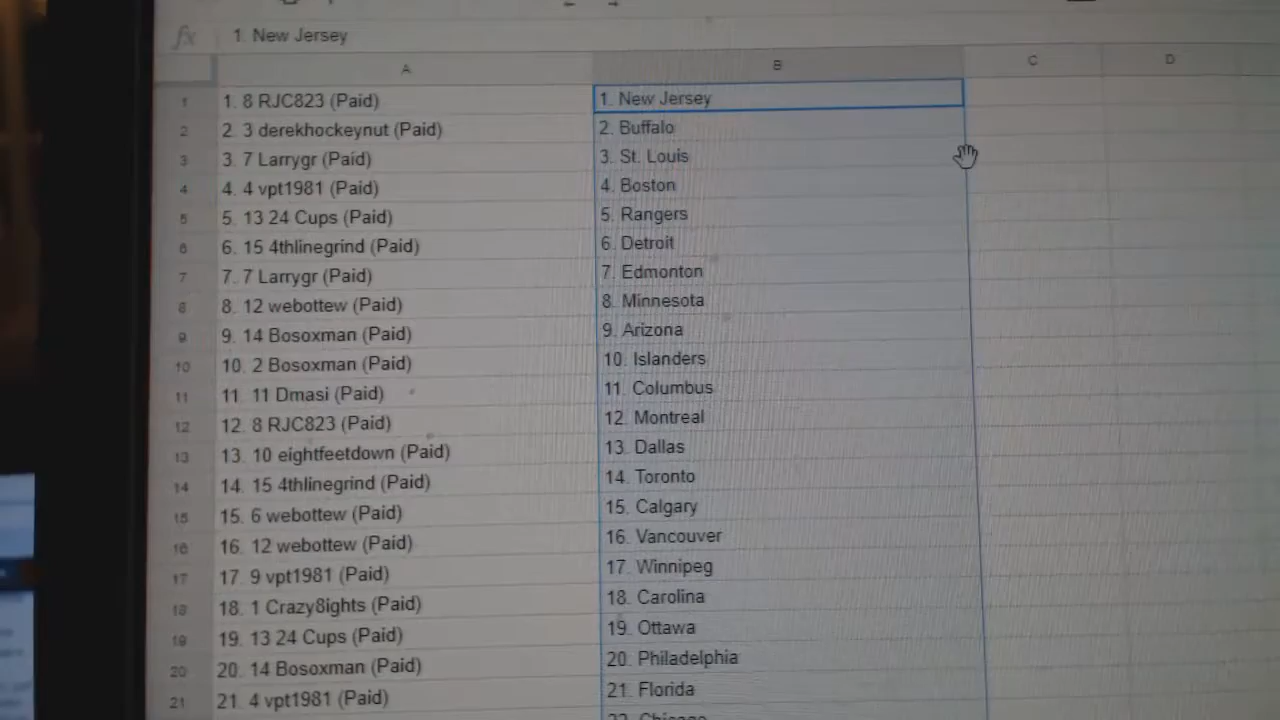 fx 1. New Jersey
A B C D
1 1. 8 RJC823 (Paid) 1. New Jersey
2 2. 3 derekhockeynut (Paid) 2. Buffalo
3 3. 7 Larrygr (Paid) 3. St. Louis
4 4. 4 vpt1981 (Paid) 4. Boston
5 5. 13 24 Cups (Paid) 5. Rangers
6 6. 15 4thlinegrind (Paid) 6. Detroit
7 7. 7 Larrygr (Paid) 7. Edmonton
8 8. 12 webottew (Paid) 8. Minnesota
9 9. 14 Bosoxman (Paid) 9. Arizona
10 10. 2 Bosoxman (Paid) 10. Islanders
11 11. 11 Dmasi (Paid) 11. Columbus
12 12. 8 RJC823 (Paid) 12. Montreal
13 13. 10 eightfeetdown (Paid) 13. Dallas
14 14. 15 4thlinegrind (Paid) 14. Toronto
15 15. 6 webottew (Paid) 15. Calgary
16 16. 12 webottew (Paid) 16. Vancouver
17 17. 9 vpt1981 (Paid) 17. Winnipeg
18 18. 1 Crazy8ights (Paid) 18. Carolina
19 19. 13 24 Cups (Paid) 19. Ottawa
20 20. 14 Bosoxman (Paid) 20. Philadelphia
21 21. 4 vpt1981 (Paid) 21. Florida
22. Chicago